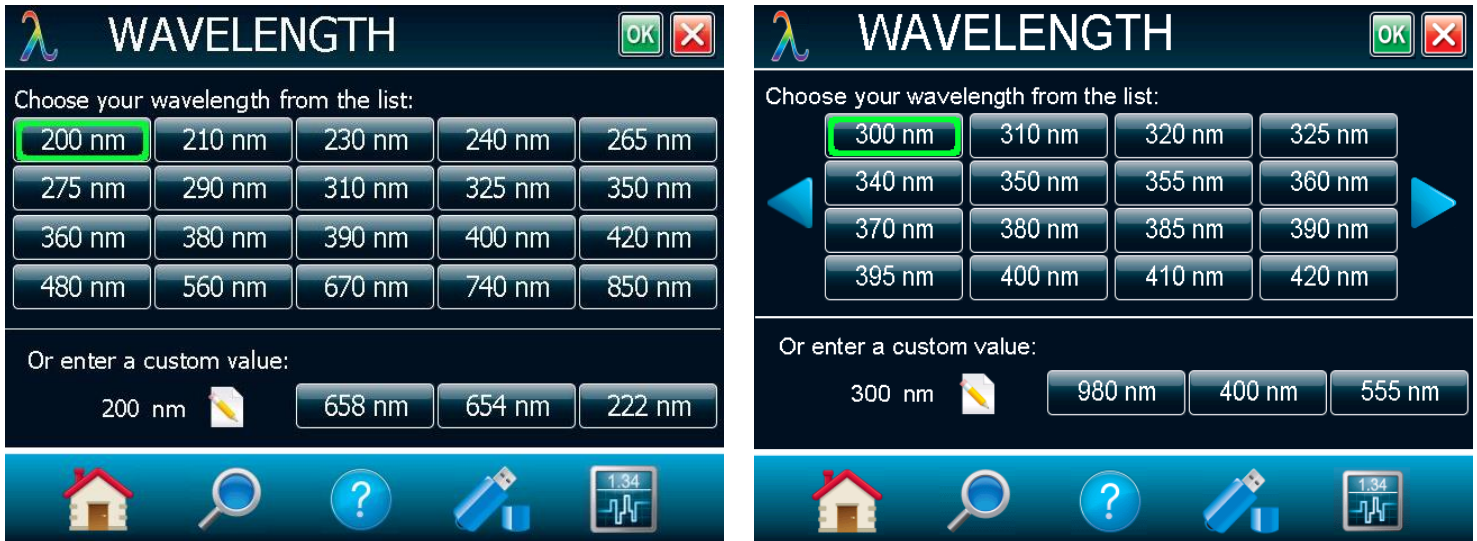 λ WAVELENGTH OK
Choose your wavelength from the list:
200 nm 210 nm 230 nm 240 nm 265 nm
275 nm 290 nm 310 nm 325 nm 350 nm
360 nm 380 nm 390 nm 400 nm 420 nm
480 nm 560 nm 670 nm 740 nm 850 nm
Or enter a custom value:
200 nm 658 nm 654 nm 222 nm
?
1.34
λ WAVELENGTH OK
Choose your wavelength from the list:
300 nm 310 nm 320 nm 325 nm
340 nm 350 nm 355 nm 360 nm
370 nm 380 nm 385 nm 390 nm
395 nm 400 nm 410 nm 420 nm
Or enter a custom value:
300 nm 980 nm 400 nm 555 nm
?
1.34